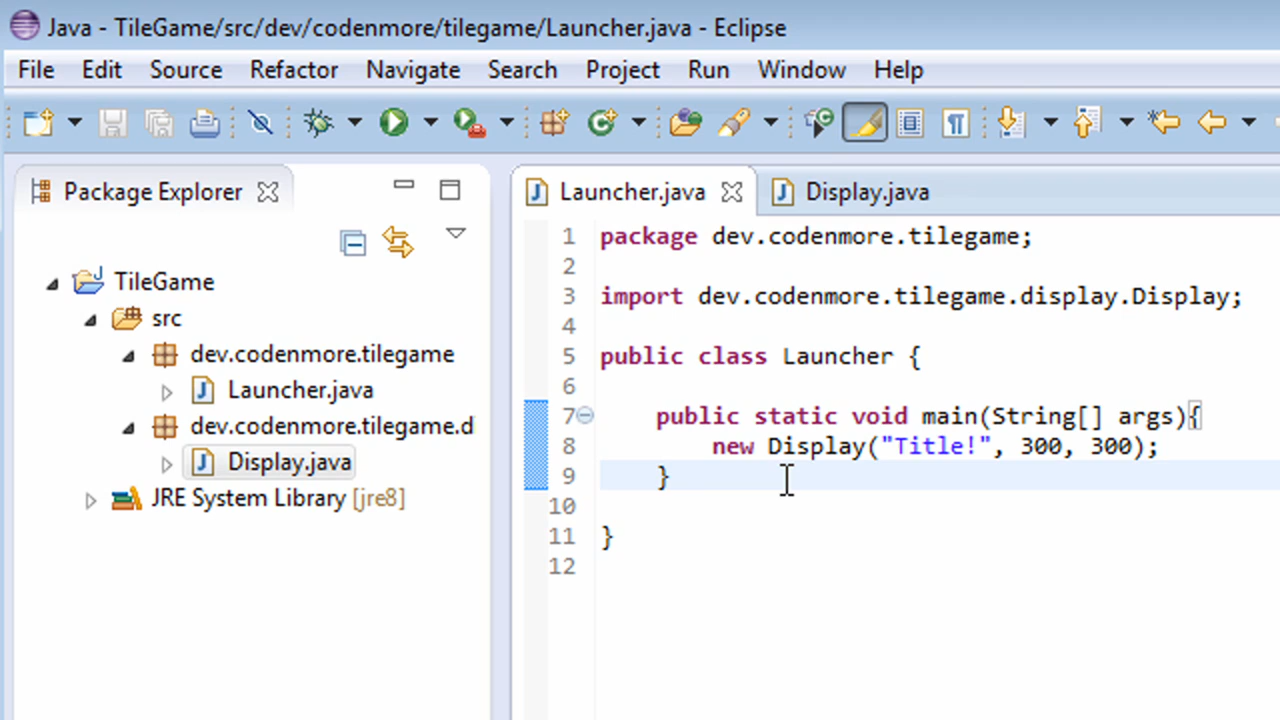 Java - TileGame/src/dev/codenmore/tilegame/Launcher.java - Eclipse
File Edit Source Refactor Navigate Search Project Run Window Help
Package Explorer
TileGame
src
dev.codenmore.tilegame
Launcher.java
dev.codenmore.tilegame.d
Display.java
JRE System Library [jre8]
Launcher.java Display.java
1 package dev.codenmore.tilegame;
2
3 import dev.codenmore.tilegame.display.Display;
4
5 public class Launcher {
6
7 public static void main(String[] args){
8 new Display("Title!", 300, 300);
9 }
10
11 }
12